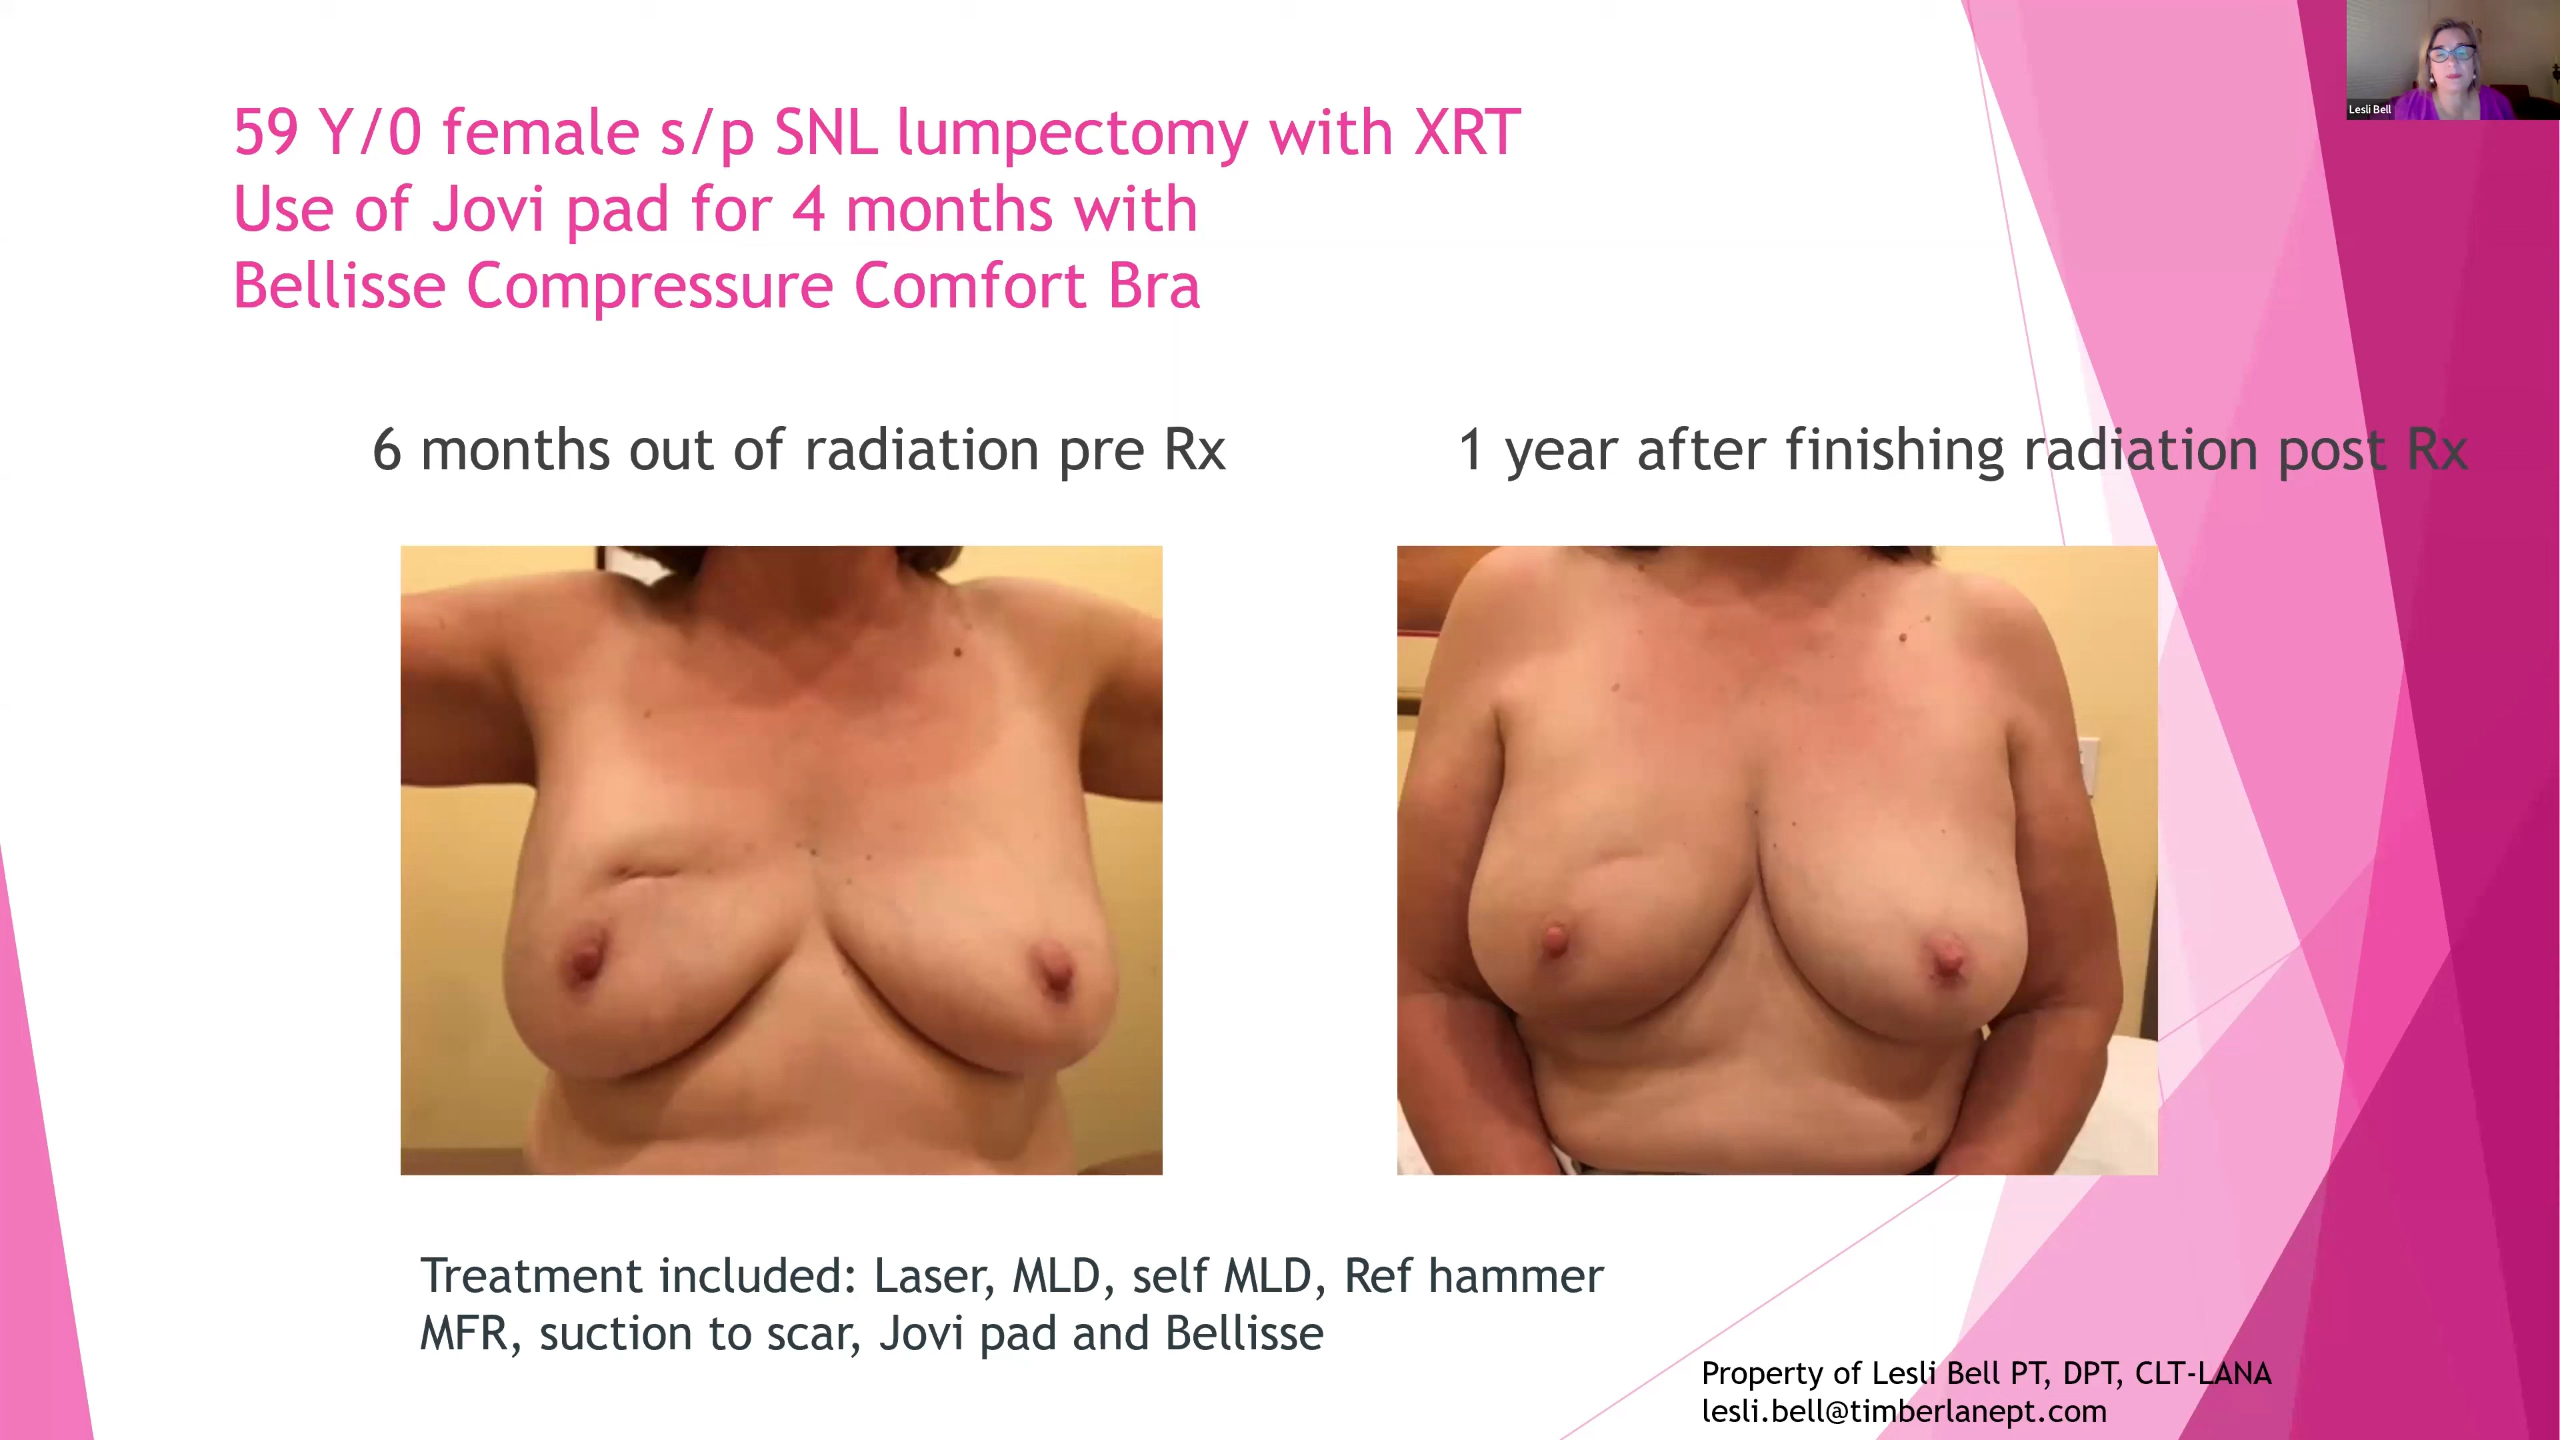 Lesli Bell
59 Y/0 female s/p SNL lumpectomy with XRT
Use of Jovi pad for 4 months with
Bellisse Compressure Comfort Bra
6 months out of radiation pre Rx
1 year after finishing radiation post Rx
Treatment included: Laser, MLD, self MLD, Ref hammer
MFR, suction to scar, Jovi pad and Bellisse
Property of Lesli Bell PT, DPT, CLT-LANA
lesli.bell@timberlanept.com